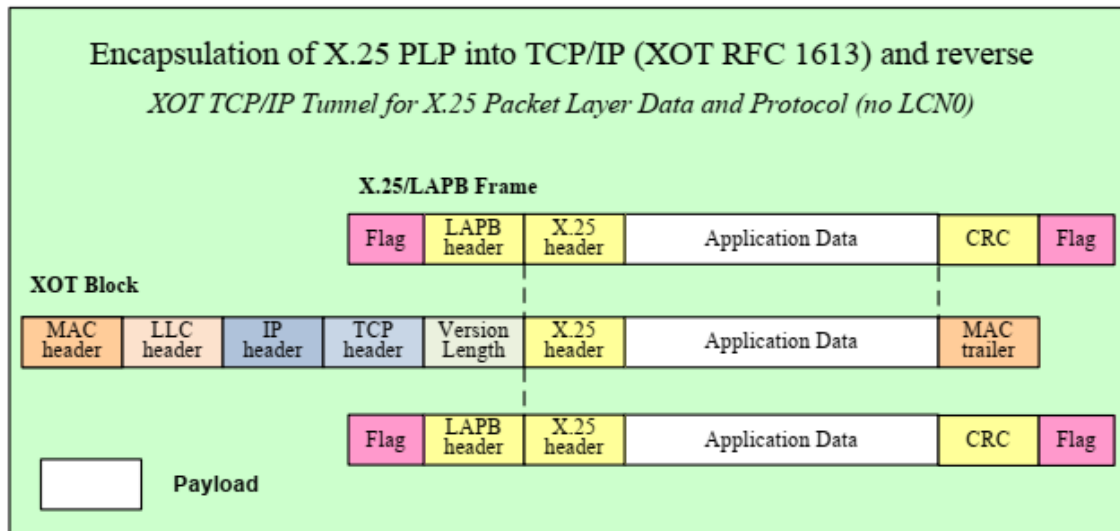 Encapsulation of X.25 PLP into TCP/IP (XOT RFC 1613) and reverse
XOT TCP/IP Tunnel for X.25 Packet Layer Data and Protocol (no LCN0)
X.25/LAPB Frame
Flag
LAPB
header
X.25
header
Application Data
CRC
Flag
XOT Block
MAC
header
LLC
header
IP
header
TCP
header
Version
Length
X.25
header
Application Data
MAC
trailer
Flag
LAPB
header
X.25
header
Application Data
CRC
Flag
Payload